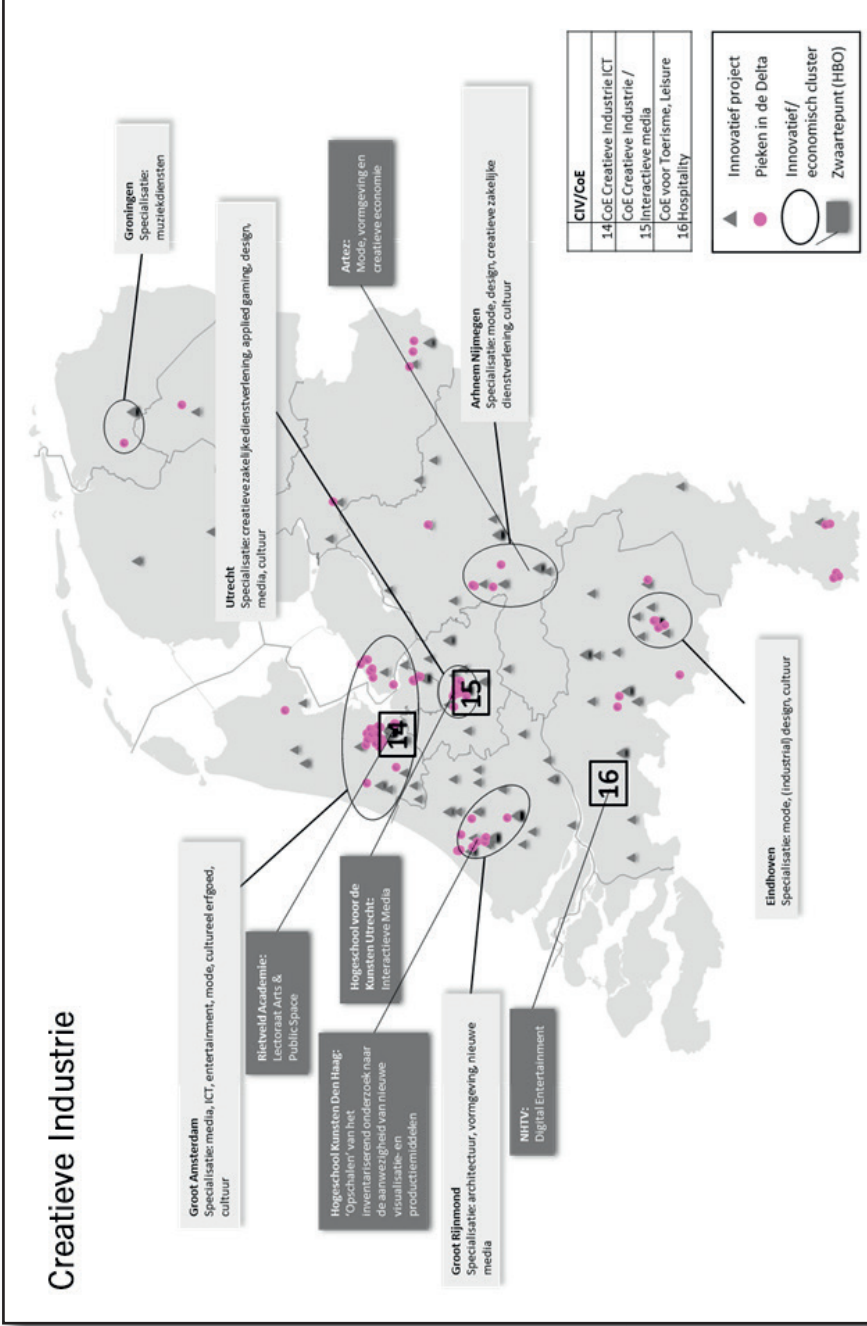 Creatieve Industrie
Groot Amsterdam
Specialisatie: media, ICT, entertainment, mode, cultureel erfgoed,
cultuur
Rietveld Academie:
Lectoraat Arts &
Public Space
Hogeschool voor de
Kunsten Utrecht:
Interactieve Media
Hogeschool Kunsten Den Haag:
'Opschalen' van het
inventariserend onderzoek naar
de aanwezigheid van nieuwe
visualisatie- en
productiemiddelen
Groot Rijnmond
Specialisatie: architectuur, vormgeving, nieuwe
media
NHTV:
Digital Entertainment
Eindhoven
Specialisatie: mode, (industrial) design, cultuur
Utrecht
Specialisatie: creatieve zakelijke dienstverlening, applied gaming, design,
media, cultuur
Groningen
Specialisatie:
muziekdiensten
Artez:
Mode, vormgeving en
creatieve economie
Arhnem Nijmegen
Specialisatie: mode, design, creatieve zakelijke
dienstverlening, cultuur
14
15
16
CIV/CoE
14 CoE Creatieve Industrie ICT
CoE Creatieve Industrie /
15 Interactieve media
CoE voor Toerisme, Leisure
16 Hospitality
Innovatief project
Pieken in de Delta
Innovatief/
economisch cluster
Zwaartepunt (HBO)